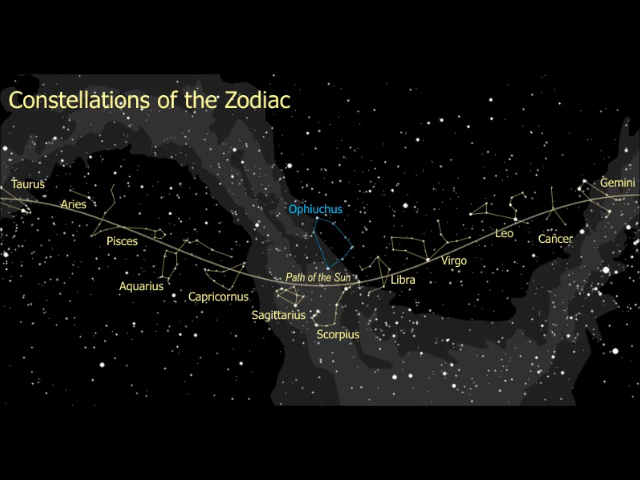 Constellations of the Zodiac
Taurus
Gemini
Aries
Ophiuchus
Pisces
Leo
Cancer
Virgo
Path of the Sun
Libra
Aquarius
Capricornus
Sagittarius
Scorpius